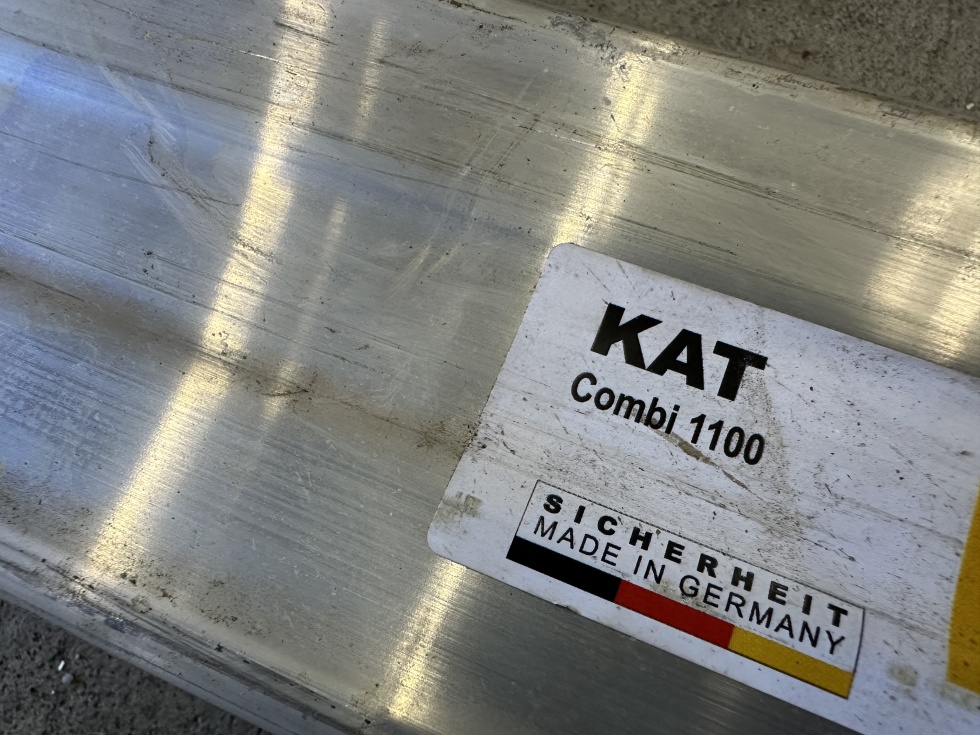 KAT
Combi 1100
SICHERHEIT
MADE IN GERMANY